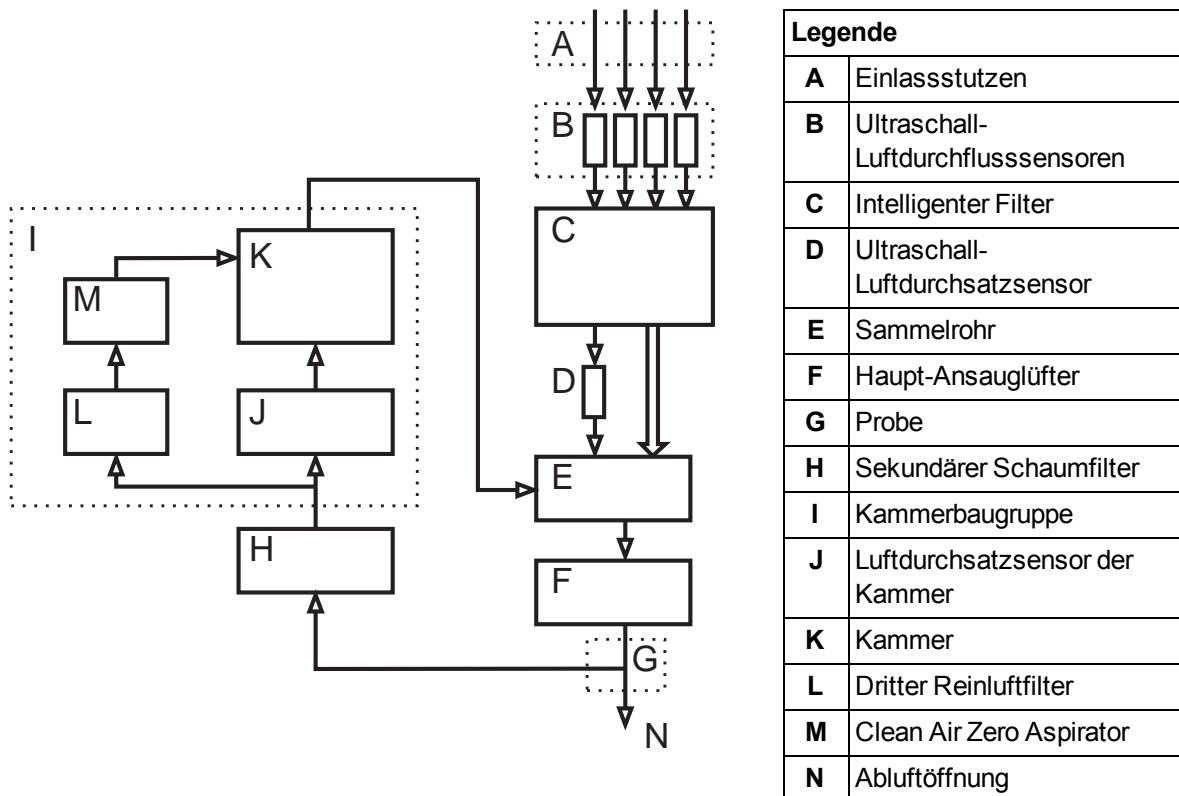 A
B
C
D
E
F
G
N
I
K
M
L
J
H
Legende
A Einlassstutzen
B Ultraschall-
Luftdurchflusssensoren
C Intelligenter Filter
D Ultraschall-
Luftdurchsatzsensor
E Sammelrohr
F Haupt-Ansauglüfter
G Probe
H Sekundärer Schaumfilter
I Kammerbaugruppe
J Luftdurchsatzsensor der
Kammer
K Kammer
L Dritter Reinluftfilter
M Clean Air Zero Aspirator
N Abluftöffnung